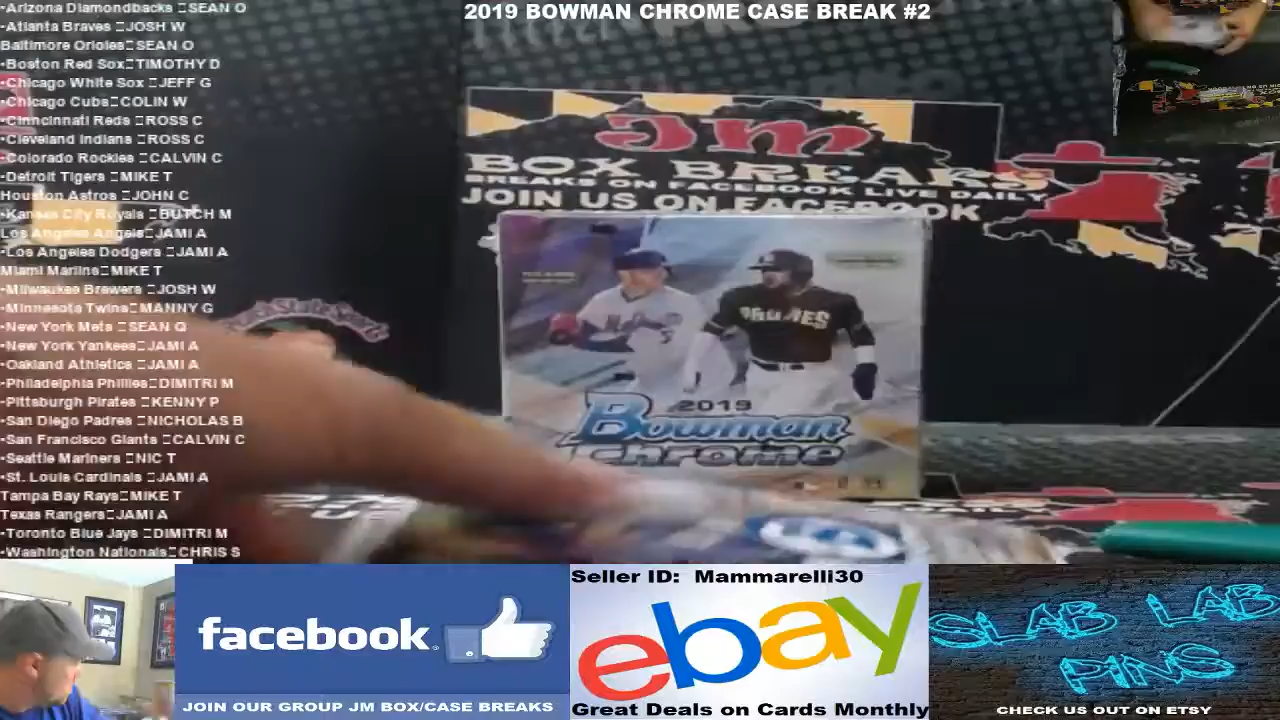 •Arizona Diamondbacks SEAN O
•Atlanta Braves JOSH W
Baltimore Orioles SEAN O
•Boston Red Sox TIMOTHY D
•Chicago White Sox JEFF G
•Chicago Cubs COLIN W
•Cinncinnati Reds ROSS C
•Cleveland Indians ROSS C
•Colorado Rockies CALVIN C
•Detroit Tigers MIKE T
Houston Astros JOHN C
•Kansas City Royals BUTCH M
Los Angeles Angels JAMI A
•Los Angeles Dodgers JAMI A
Miami Marlins MIKE T
•Milwaukee Brewers JOSH W
•Minnesota Twins MANNY G
•New York Mets SEAN O
•New York Yankees JAMI A
•Oakland Athletics JAMI A
•Philadelphia Phillies DIMITRI M
•Pittsburgh Pirates KENNY P
•San Diego Padres NICHOLAS B
•San Francisco Giants CALVIN C
•Seattle Mariners NIC T
•St. Louis Cardinals JAMI A
Tampa Bay Rays MIKE T
Texas Rangers JAMI A
•Toronto Blue Jays DIMITRI M
•Washington Nationals CHRIS S
2019 BOWMAN CHROME CASE BREAK #2
JM
BOX BREAKS
BREAKS ON FACEBOOK LIVE DAILY
JOIN US ON FACEBOOK
PADRES
2019
Bowman
Chrome
facebook
JOIN OUR GROUP JM BOX/CASE BREAKS
Seller ID: Mammarelli30
ebay
Great Deals on Cards Monthly
SLAB LAB
PINS
CHECK US OUT ON ETSY